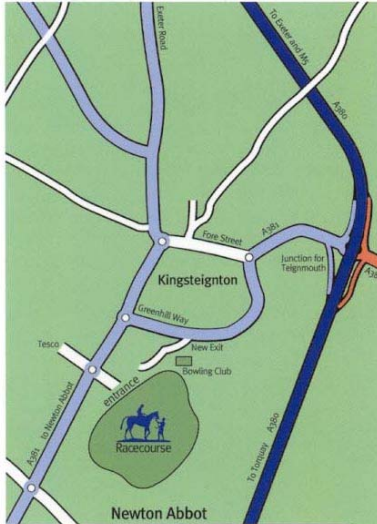 Exeter Road
To Exeter and M5
A380
Fore Street
A381
Junction for
Teignmouth
Kingsteignton
Greenhill Way
New Exit
Tesco
Bowling Club
entrance
to Newton Abbot
A381
Racecourse
To Torquay
A380
Newton Abbot